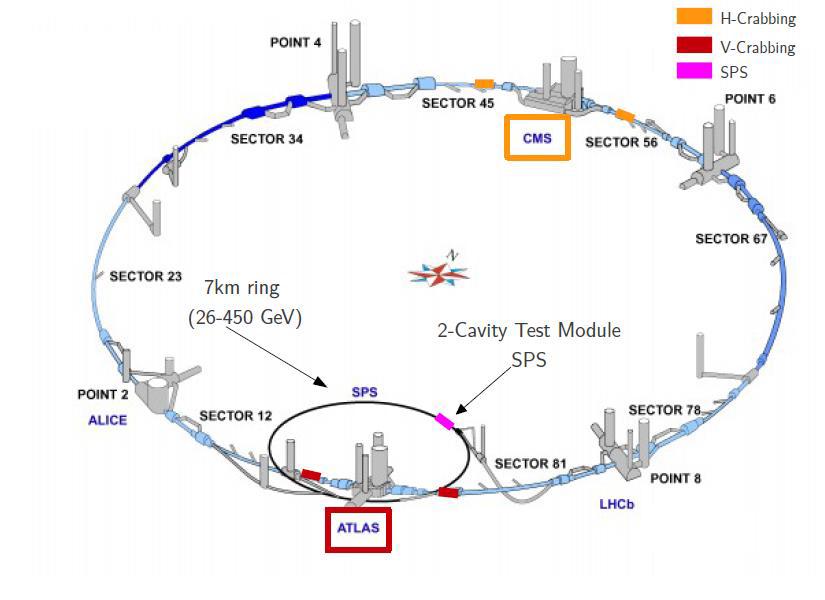 H-Crabbing
V-Crabbing
SPS
POINT 4
SECTOR 45
POINT 6
SECTOR 34
CMS
SECTOR 56
SECTOR 67
N
SECTOR 23
7km ring
(26-450 GeV)
2-Cavity Test Module
SPS
SPS
POINT 2
ALICE
SECTOR 12
SECTOR 78
SECTOR 81
POINT 8
LHCb
ATLAS